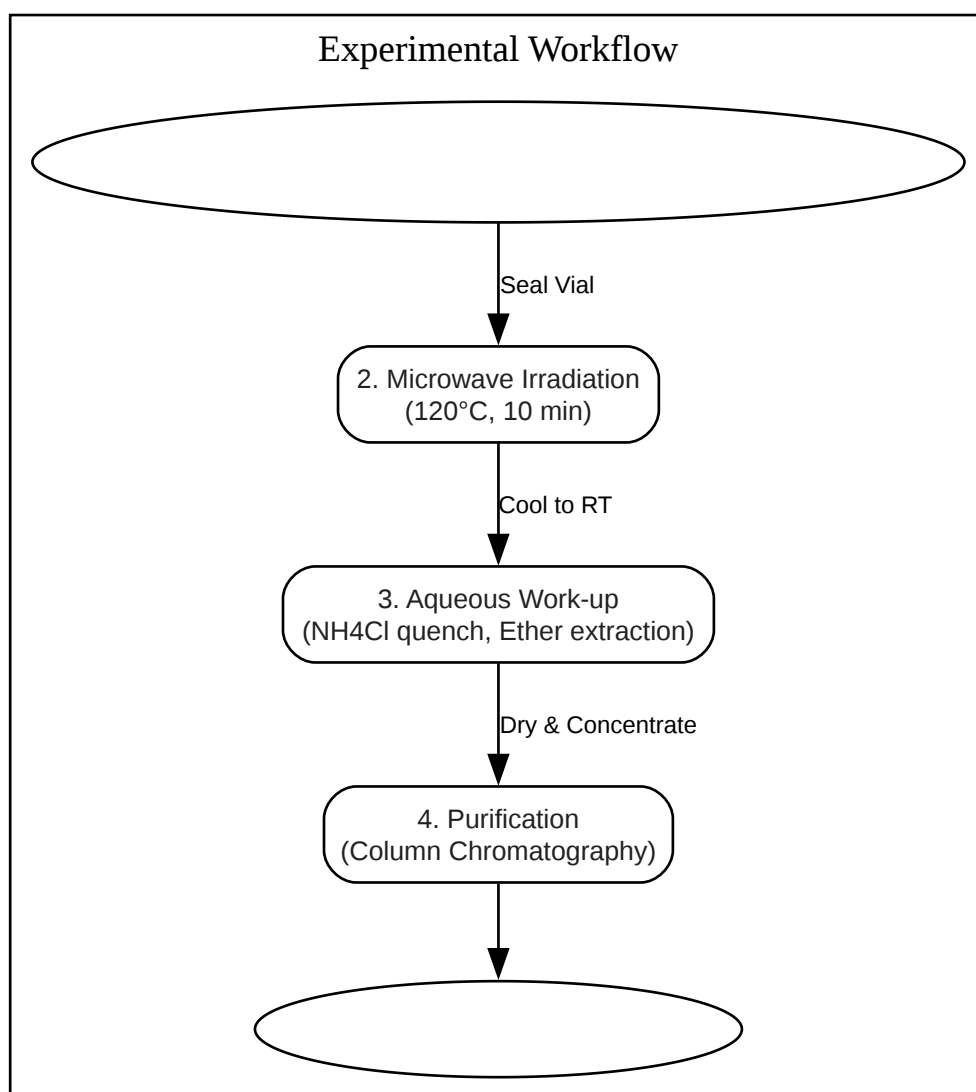 Experimental Workflow
Seal Vial
2. Microwave Irradiation
(120°C, 10 min)
Cool to RT
3. Aqueous Work-up
(NH4Cl quench, Ether extraction)
Dry & Concentrate
4. Purification
(Column Chromatography)